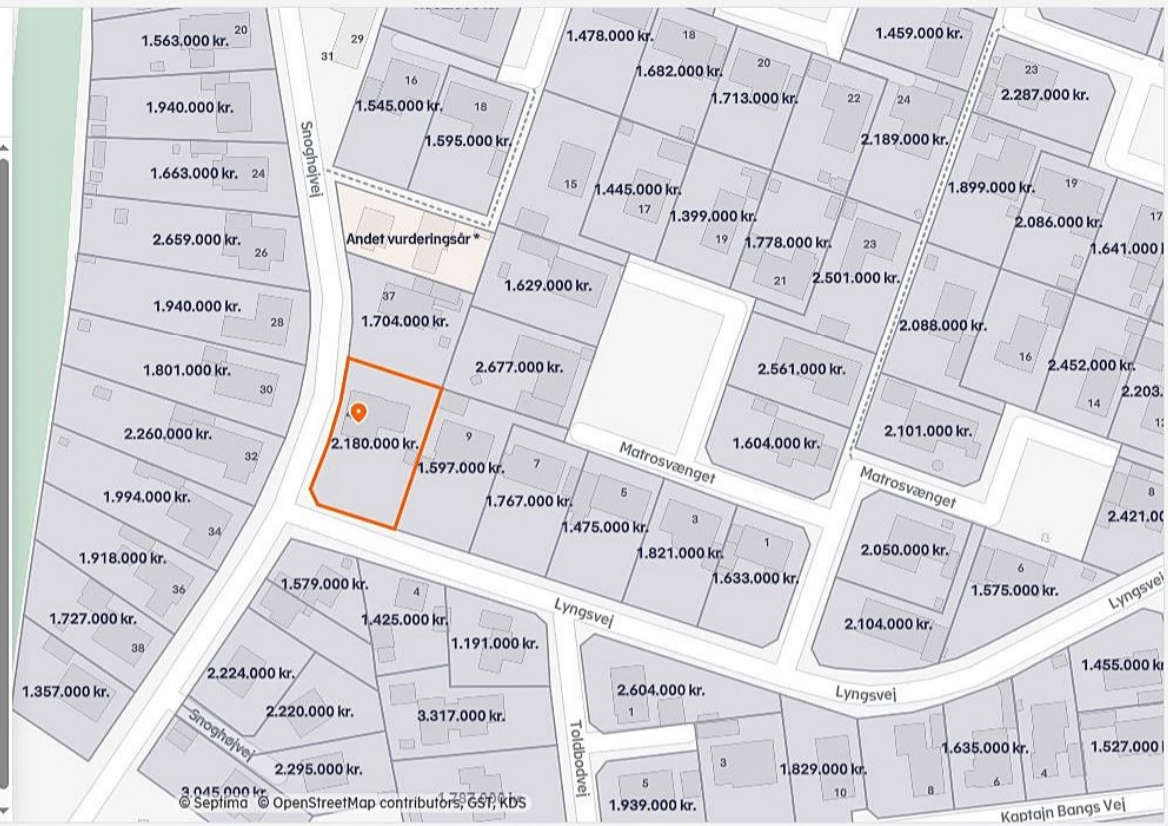 20
1.563.000 kr.
29
31
1.478.000 kr.
18
1.459.000 kr.
1.682.000 kr.
20
23
16
1.545.000 kr.
18
1.713.000 kr.
22
24
2.287.000 kr.
1.940.000 kr.
1.595.000 kr.
2.189.000 kr.
Snoghøjvej
1.663.000 kr.
24
15
1.445.000 kr.
17
1.899.000 kr.
19
1.399.000 kr.
19
2.086.000 kr.
17
2.659.000 kr.
26
Andet vurderingsår *
1.778.000 kr.
23
1.641.000
21
2.501.000 kr.
1.629.000 kr.
1.940.000 kr.
28
37
1.704.000 kr.
2.088.000 kr.
16
1.801.000 kr.
30
2.677.000 kr.
2.561.000 kr.
2.452.000 kr.
14
2.203.
2.260.000 kr.
32
2.180.000 kr.
9
1.597.000 kr.
7
Matrosvænget
1.604.000 kr.
2.101.000 kr.
1.994.000 kr.
34
1.767.000 kr.
5
1.475.000 kr.
3
1.821.000 kr.
1
1.633.000 kr.
Matrosvænget
8
2.421.00
1.918.000 kr.
36
2.050.000 kr.
6
1.575.000 kr.
1.579.000 kr.
4
1.425.000 kr.
Lyngsvej
Lyngsvej
1.727.000 kr.
38
1.191.000 kr.
2.104.000 kr.
1.357.000 kr.
2.224.000 kr.
2.220.000 kr.
3.317.000 kr.
2.604.000 kr.
1
Lyngsvej
1.455.000 kr
Snoghøjvej
Toldbodvej
2.295.000 kr.
3
1.829.000 kr.
10
8
1.635.000 kr.
6
4
1.527.000
3.045.000 kr.
5
1.939.000 kr.
Kaptajn Bangs Vej
© Septima © OpenStreetMap contributors, GST, KDS